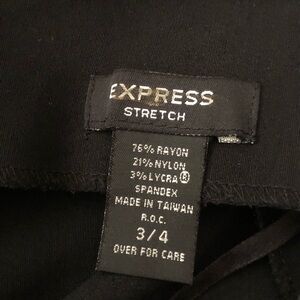 EXPRESS
STRETCH
76% RAYON
21% NYLON
3% LYCRA®
SPANDEX
MADE IN TAIWAN
R.O.C.
3/4
OVER FOR CARE